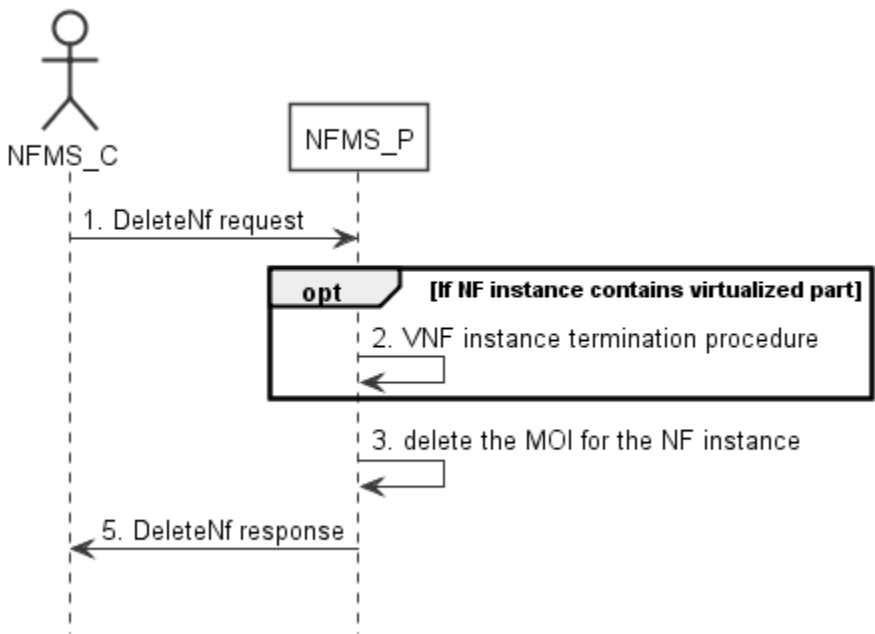 NFMS_C
NFMS_P
1. DeleteNf request
opt
[If NF instance contains virtualized part]
2. VNF instance termination procedure
3. delete the MOI for the NF instance
5. DeleteNf response